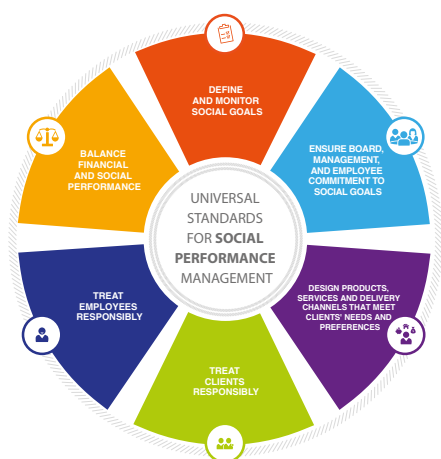 DEFINE
AND MONITOR
SOCIAL GOALS
ENSURE BOARD,
MANAGEMENT,
AND EMPLOYEE
COMMITMENT TO
SOCIAL GOALS
DESIGN PRODUCTS,
SERVICES AND DELIVERY
CHANNELS THAT MEET
CLIENTS' NEEDS AND
PREFERENCES
TREAT
CLIENTS
RESPONSIBLY
TREAT
EMPLOYEES
RESPONSIBLY
BALANCE
FINANCIAL
AND SOCIAL
PERFORMANCE
UNIVERSAL
STANDARDS
FOR SOCIAL
PERFORMANCE
MANAGEMENT